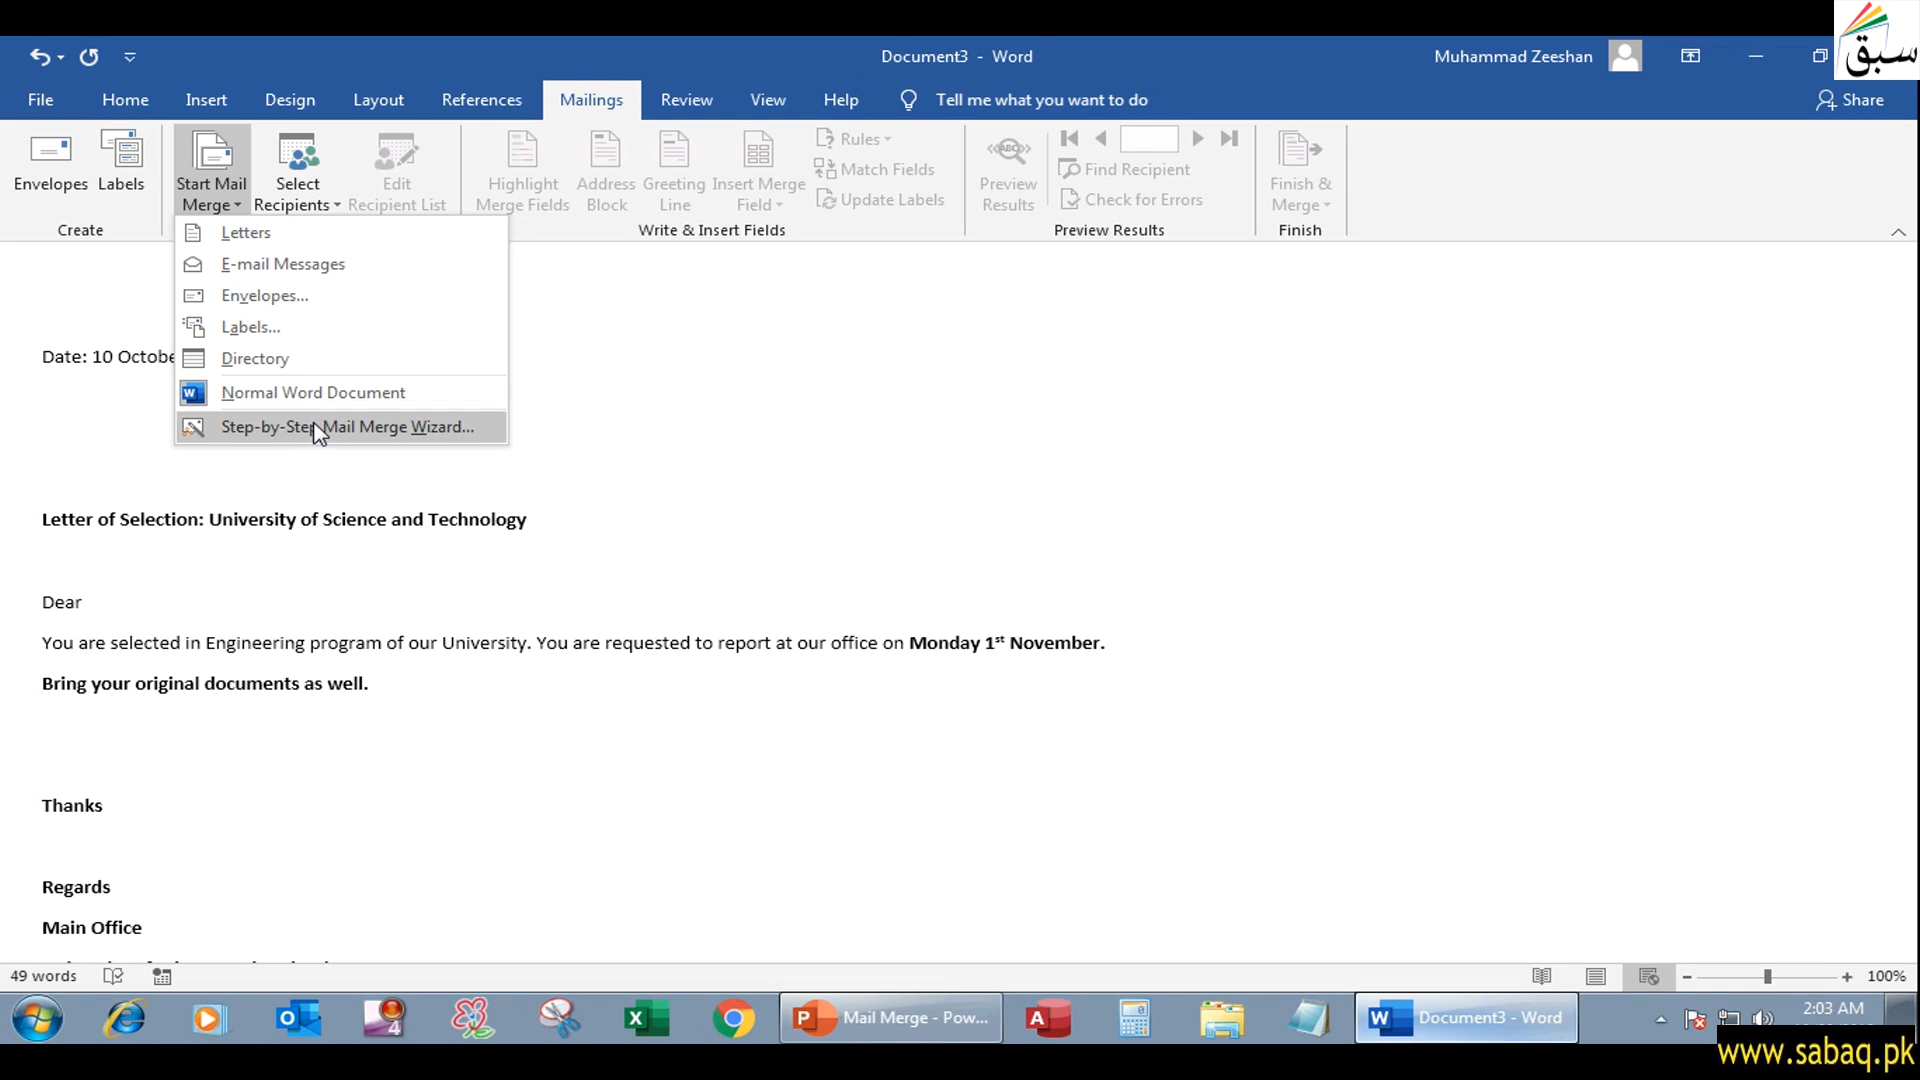 سبق
Document3 - Word
Muhammad Zeeshan
File
Home
Insert
Design
Layout
References
Mailings
Review
View
Help
Tell me what you want to do
Share
Envelopes
Labels
Start Mail
Merge
Select
Recipients
Edit
Recipient List
Highlight
Merge Fields
Address
Block
Greeting
Line
Insert Merge
Field
Rules
Match Fields
Update Labels
ABC
Preview
Results
Find Recipient
Check for Errors
Finish &
Merge
Create
Write & Insert Fields
Preview Results
Finish
Letters
E-mail Messages
Envelopes...
Labels...
Directory
Normal Word Document
Step-by-Step Mail Merge Wizard...
Date: 10 Octobe
Letter of Selection: University of Science and Technology
Dear
You are selected in Engineering program of our University. You are requested to report at our office on Monday 1st November.
Bring your original documents as well.
Thanks
Regards
Main Office
49 words
100%
Mail Merge - Pow...
Document3 - Word
2:03 AM
www.sabaq.pk